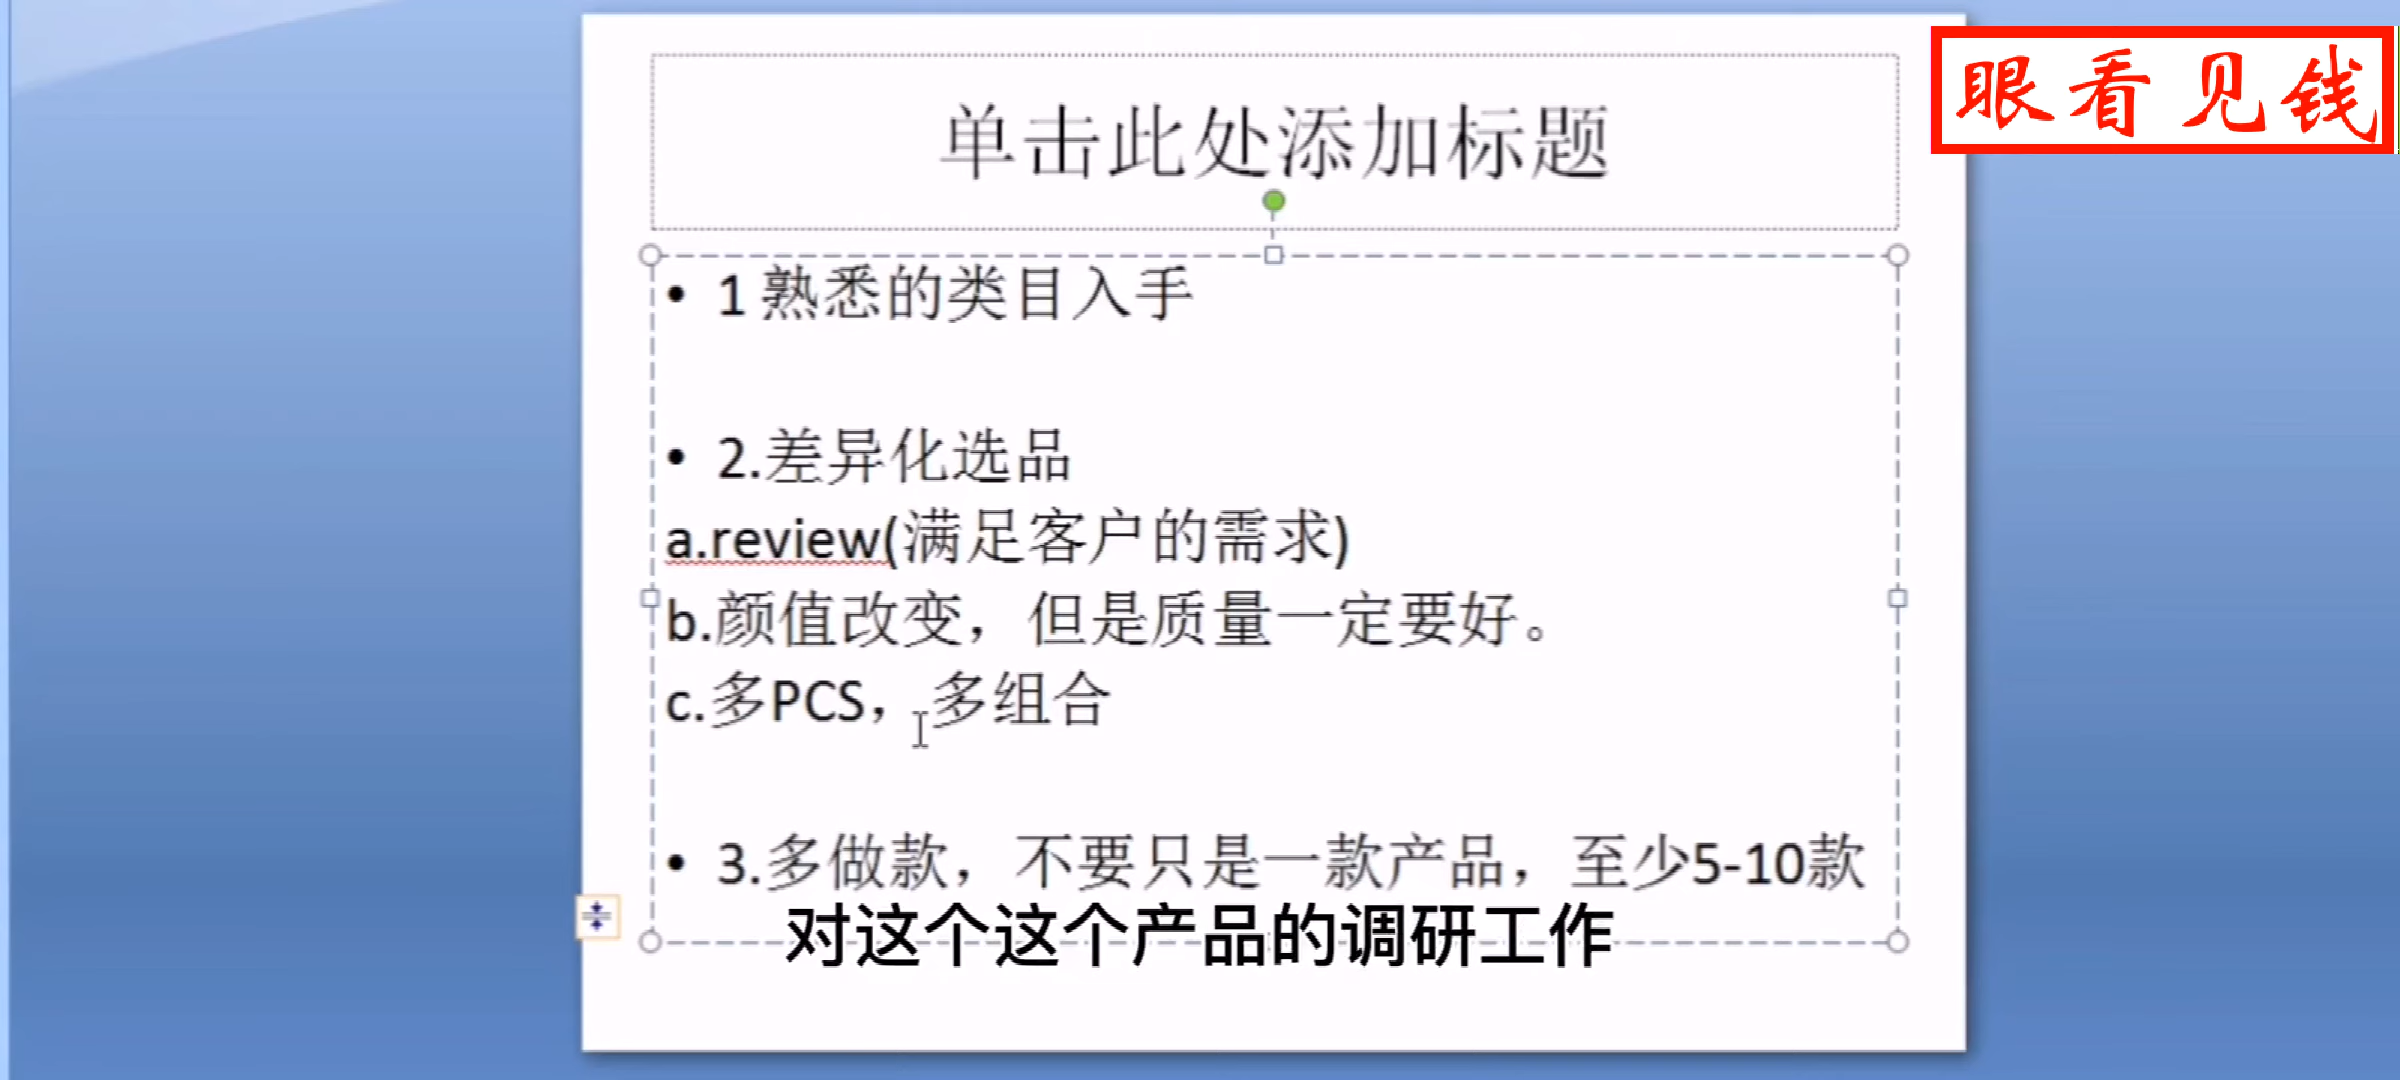 眼看见钱
单击此处添加标题
• 1 熟悉的类目入手
• 2.差异化选品
a.review(满足客户的需求)
b.颜值改变，但是质量一定要好。
c.多PCS，多组合
• 3.多做款，不要只是一款产品，至少5-10款
对这个这个产品的调研工作